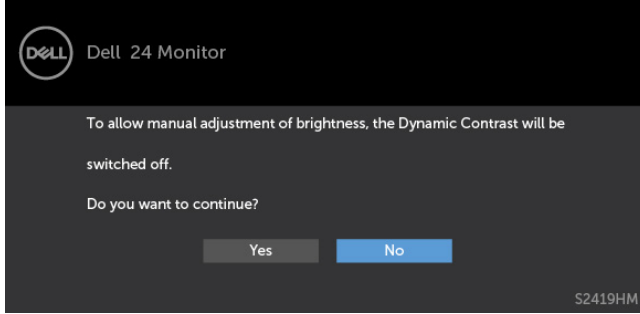 DELL
Dell 24 Monitor
To allow manual adjustment of brightness, the Dynamic Contrast will be
switched off.
Do you want to continue?
Yes No
S2419HM